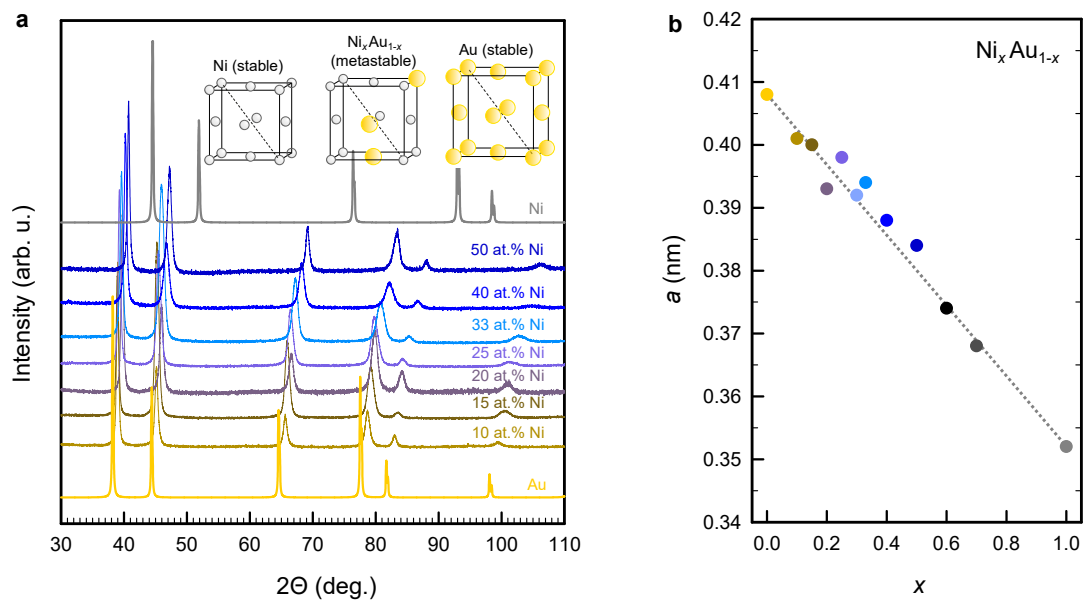 a
Ni (stable)
NiₓAu₁₋ₓ
(metastable)
Au (stable)
Ni
50 at.% Ni
40 at.% Ni
33 at.% Ni
25 at.% Ni
20 at.% Ni
15 at.% Ni
10 at.% Ni
Au
Intensity (arb. u.)
30 40 50 60 70 80 90 100 110
2Θ (deg.)
b
NiₓAu₁₋ₓ
0.42
0.41
0.40
0.39
0.38
0.37
0.36
0.35
0.34
a (nm)
0.0 0.2 0.4 0.6 0.8 1.0
x